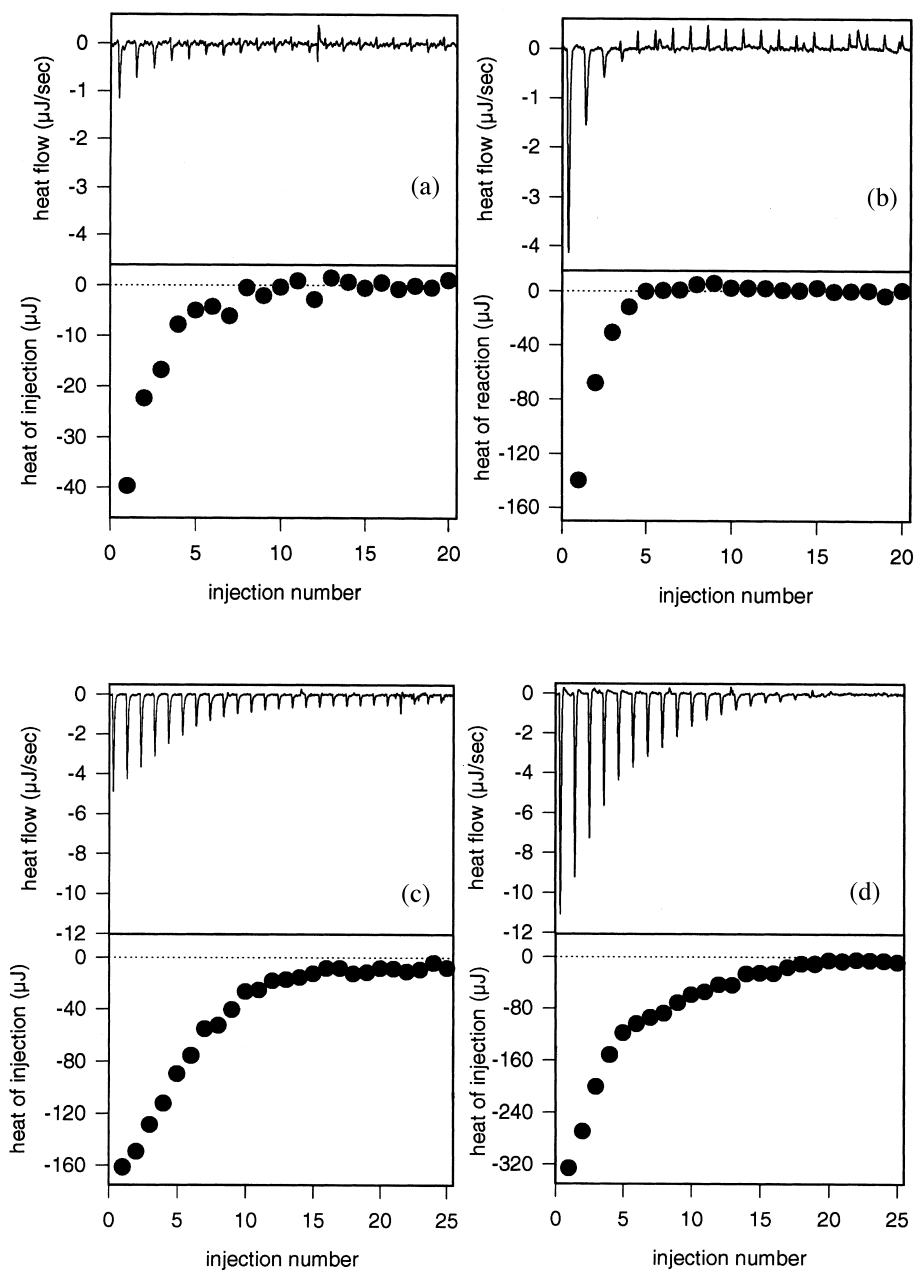 0
-1
-2
-3
-4
heat flow (μJ/sec)
(a)
0
-10
-20
-30
-40
heat of injection (μJ)
0 5 10 15 20
injection number
0
-1
-2
-3
-4
heat flow (μJ/sec)
(b)
0
-40
-80
-120
-160
heat of reaction (μJ)
0 5 10 15 20
injection number
0
-2
-4
-6
-8
-10
-12
heat flow (μJ/sec)
(c)
0
-40
-80
-120
-160
heat of injection (μJ)
0 5 10 15 20 25
injection number
0
-2
-4
-6
-8
-10
-12
heat flow (μJ/sec)
(d)
0
-80
-160
-240
-320
heat of injection (μJ)
0 5 10 15 20 25
injection number